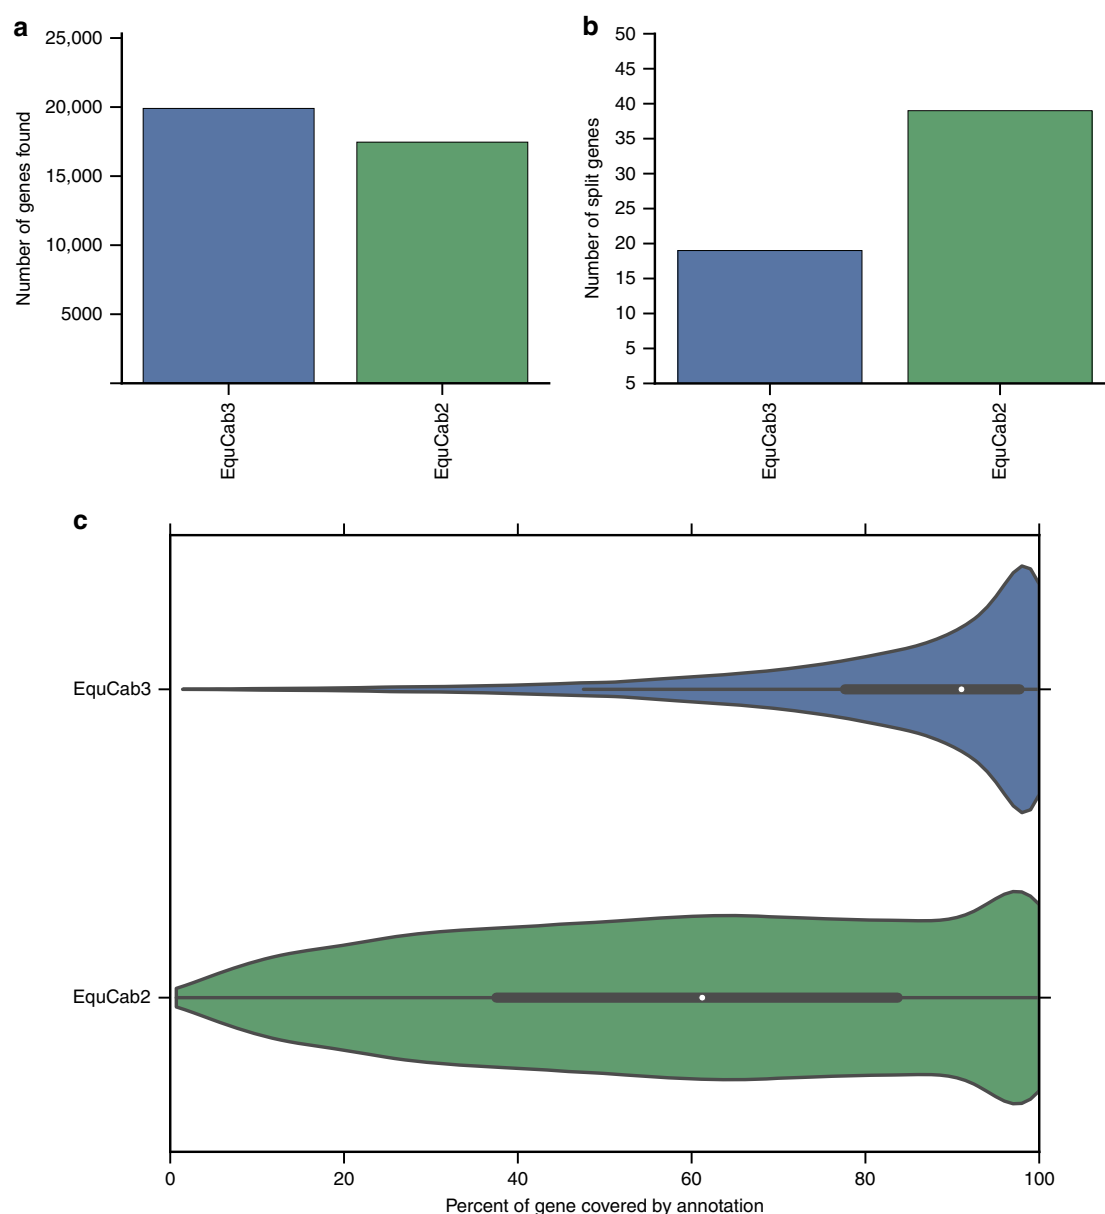 a
25,000
20,000
15,000
10,000
5000
Number of genes found
EquCab3
EquCab2
b
50
45
40
35
30
25
20
15
10
5
5
Number of split genes
EquCab3
EquCab2
c
EquCab3
EquCab2
0 20 40 60 80 100
Percent of gene covered by annotation